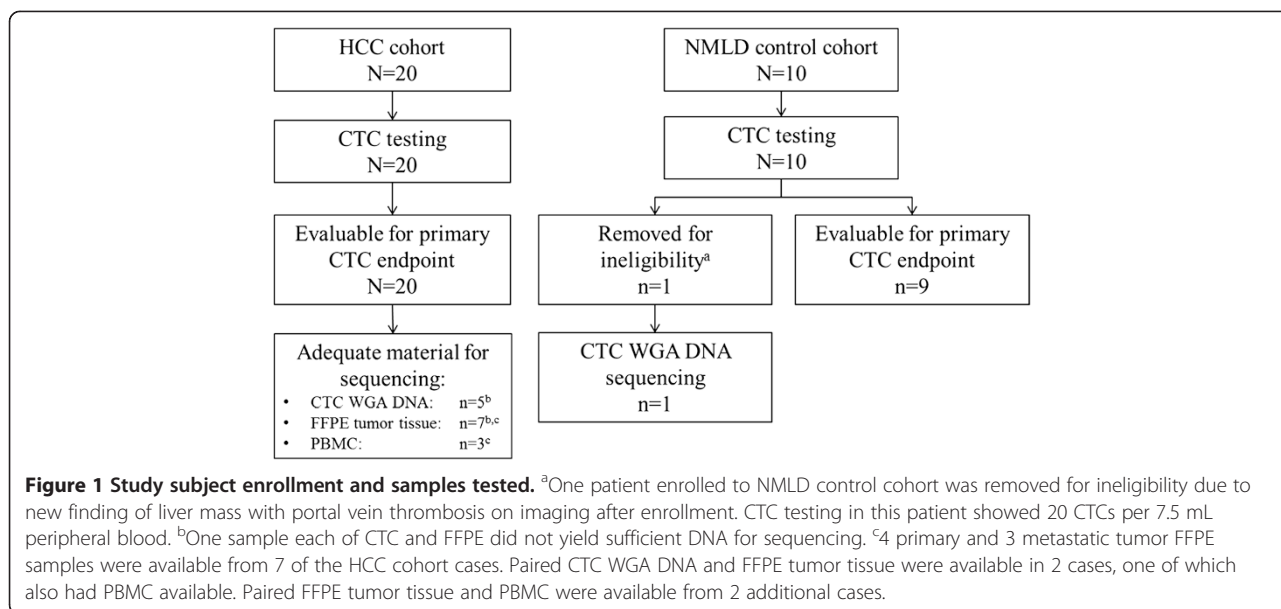 HCC cohort
N=20
NMLD control cohort
N=10
CTC testing
N=20
CTC testing
N=10
Evaluable for primary
CTC endpoint
N=20
Removed for
ineligibilityᵃ
n=1
Evaluable for primary
CTC endpoint
n=9
Adequate material for
sequencing:
• CTC WGA DNA: n=5ᵇ
• FFPE tumor tissue: n=7ᵇ,ᶜ
• PBMC: n=3ᶜ
CTC WGA DNA
sequencing
n=1
Figure 1 Study subject enrollment and samples tested. ᵃOne patient enrolled to NMLD control cohort was removed for ineligibility due to
new finding of liver mass with portal vein thrombosis on imaging after enrollment. CTC testing in this patient showed 20 CTCs per 7.5 mL
peripheral blood. ᵇOne sample each of CTC and FFPE did not yield sufficient DNA for sequencing. ᶜ4 primary and 3 metastatic tumor FFPE
samples were available from 7 of the HCC cohort cases. Paired CTC WGA DNA and FFPE tumor tissue were available in 2 cases, one of which
also had PBMC available. Paired FFPE tumor tissue and PBMC were available from 2 additional cases.